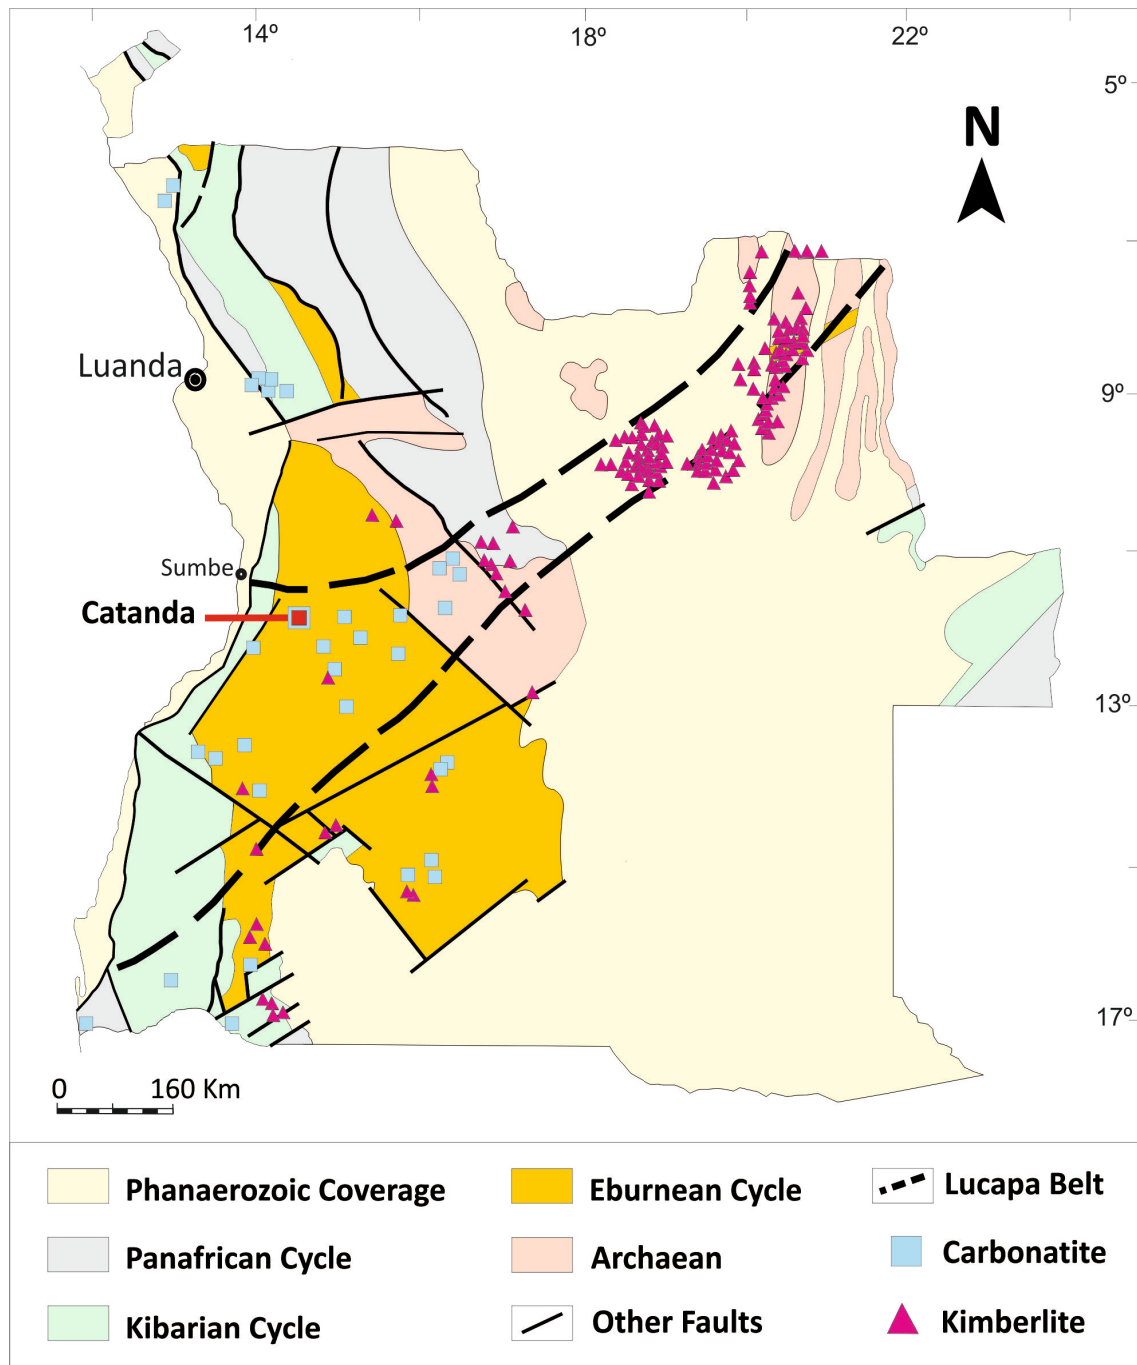 14º 18º 22º
5º
N
Luanda
9º
Sumbe
Catanda
13º
17º
0 160 Km
Phanaerozoic Coverage
Eburnean Cycle
Lucapa Belt
Panafrican Cycle
Archaean
Carbonatite
Kibarian Cycle
Other Faults
Kimberlite